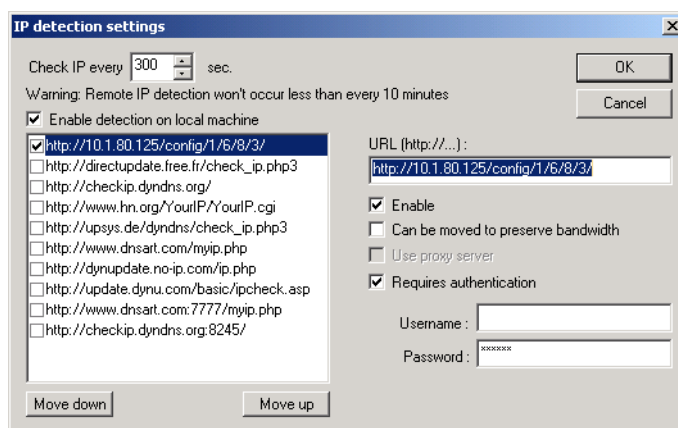 IP detection settings
Check IP every 300 sec.
OK
Warning: Remote IP detection won't occur less than every 10 minutes
Cancel
Enable detection on local machine
http://10.1.80.125/config/1/6/8/3/
http://directupdate.free.fr/check_ip.php3
http://checkip.dyndns.org/
http://www.hn.org/YourIP/YourIP.cgi
http://upsys.de/dyndns/check_ip.php3
http://www.dnsart.com/myip.php
http://dynupdate.no-ip.com/ip.php
http://update.dynu.com/basic/ipcheck.asp
http://www.dnsart.com:7777/myip.php
http://checkip.dyndns.org:8245/
URL (http://...) :
http://10.1.80.125/config/1/6/8/3/
Enable
Can be moved to preserve bandwidth
Use proxy server
Requires authentication
Username :
Password : ******
Move down
Move up